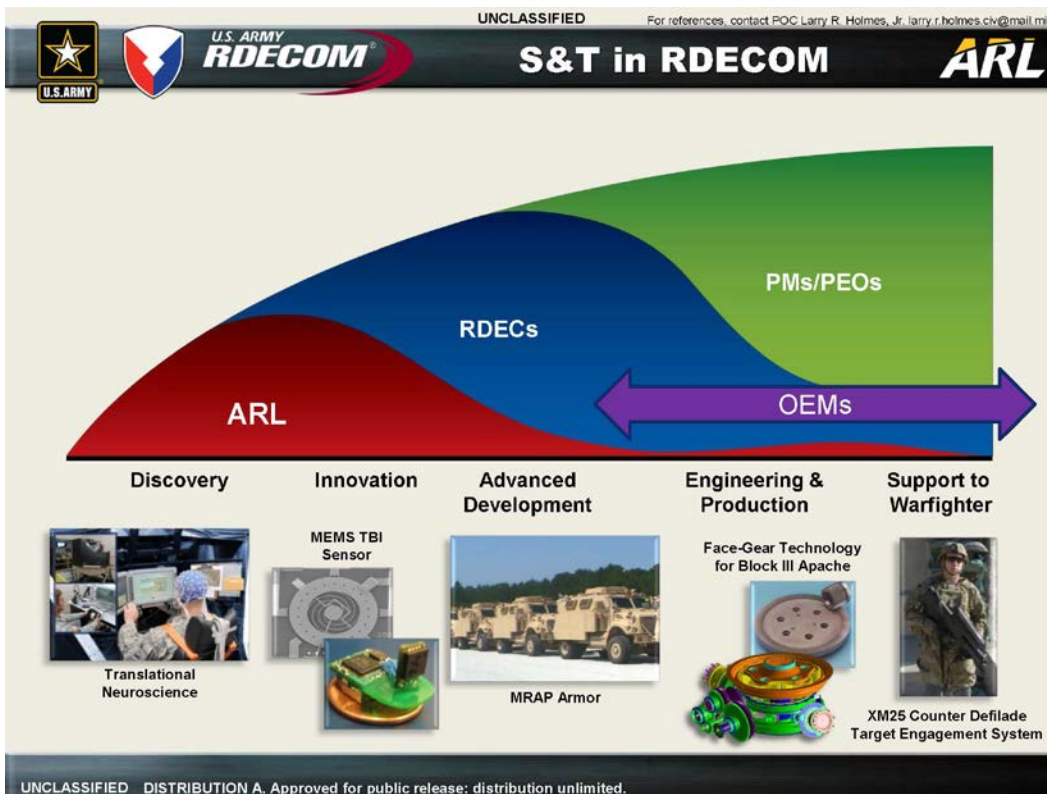 UNCLASSIFIED
For references, contact POC Larry R. Holmes, Jr. larry.r.holmes.civ@mail.mi
U.S. ARMY
RDECOM®
S&T in RDECOM
ARL
U.S.ARMY
PMs/PEOs
RDECs
OEMs
ARL
Discovery
Innovation
Advanced
Development
Engineering &
Production
Support to
Warfighter
MEMS TBI
Sensor
Face-Gear Technology
for Block III Apache
Translational
Neuroscience
MRAP Armor
XM25 Counter Defilade
Target Engagement System
UNCLASSIFIED DISTRIBUTION A. Approved for public release; distribution unlimited.